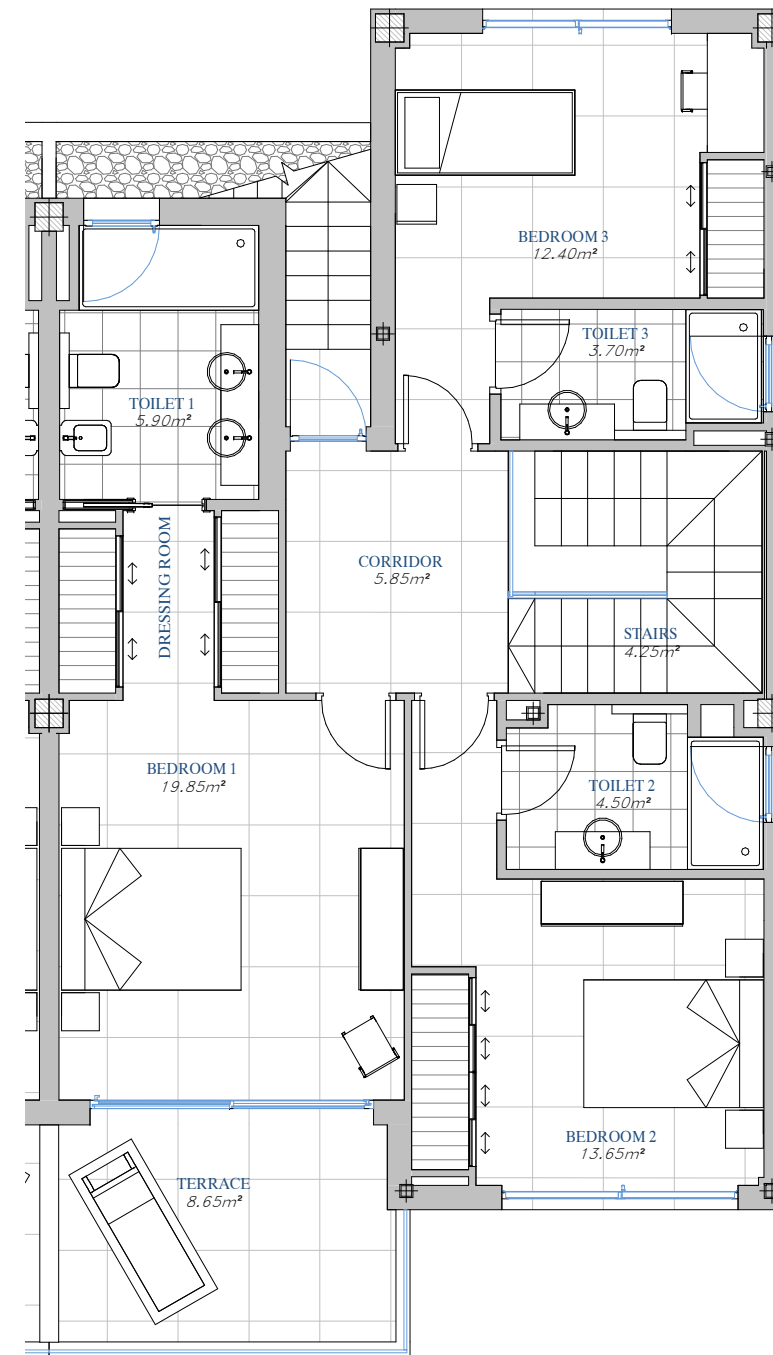 BEDROOM 3
12.40m²
TOILET 3
3.70m²
TOILET 1
5.90m²
DRESSING ROOM
CORRIDOR
5.85m²
STAIRS
4.25m²
BEDROOM 1
19.85m²
TOILET 2
4.50m²
BEDROOM 2
13.65m²
TERRACE
8.65m²